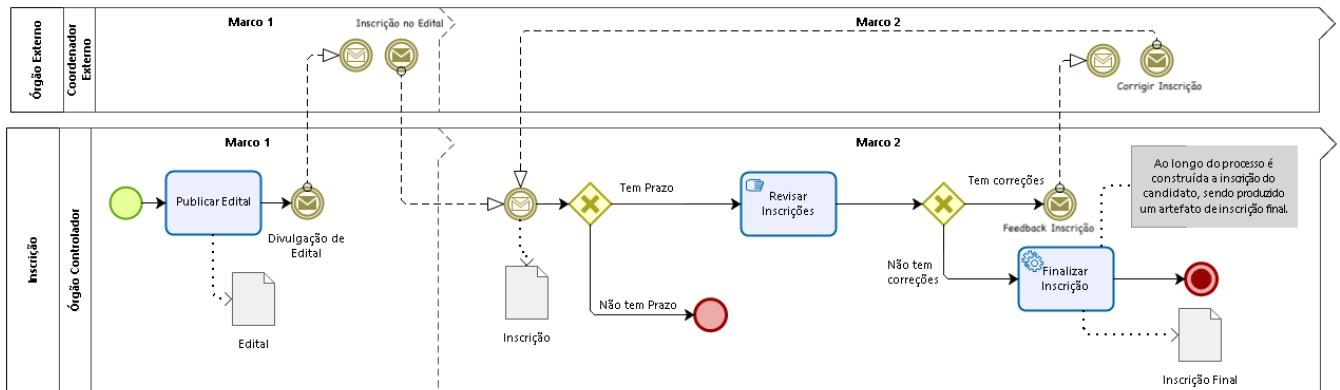 Órgão Externo
Coordenador
Externo
Marco 1
Inscrição no Edital
Marco 2
Corrigir Inscrição
Inscrição
Órgão Controlador
Marco 1
Publicar Edital
Divulgação de
Edital
Edital
Marco 2
Inscrição
Tem Prazo
Não tem Prazo
Revisar
Inscrições
Tem correções
Feedback Inscrição
Não tem
correções
Finalizar
Inscrição
Ao longo do processo é
construída a inscrição do
candidato, sendo produzido
um artefato de inscrição final.
Inscrição Final